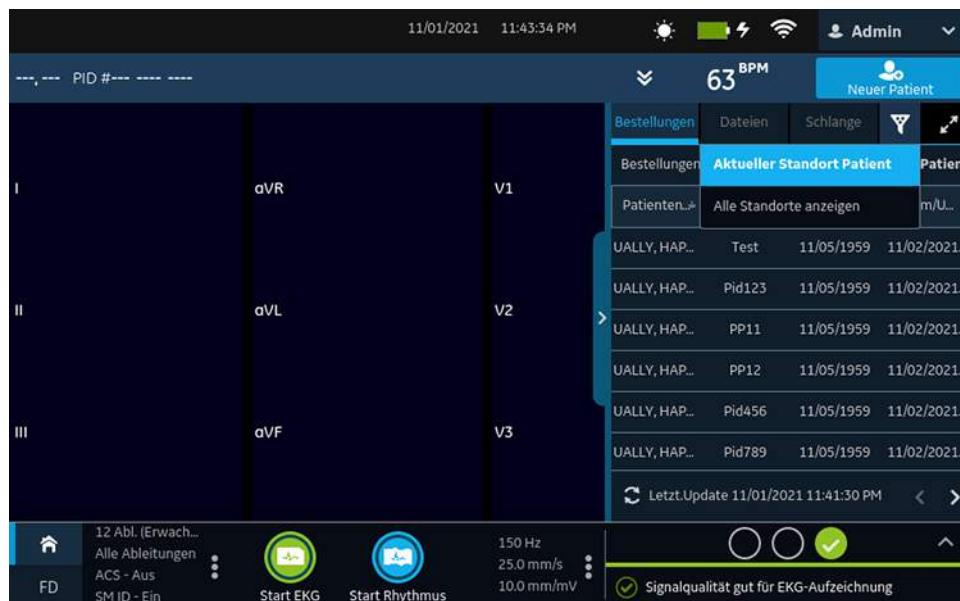 11/01/2021 11:43:34 PM
Admin
---, --- PID #--- ---- ----
63 BPM
Neuer Patient
Bestellungen Dateien Schlange
Bestellungen Aktueller Standort Patient Patien
Patienten... Alle Standorte anzeigen m/U...
I aVR V1
II aVL V2
III aVF V3
UALLY, HAP... Test 11/05/1959 11/02/2021.
UALLY, HAP... Pid123 11/05/1959 11/02/2021.
UALLY, HAP... PP11 11/05/1959 11/02/2021.
UALLY, HAP... PP12 11/05/1959 11/02/2021.
UALLY, HAP... Pid456 11/05/1959 11/02/2021.
UALLY, HAP... Pid789 11/05/1959 11/02/2021.
Letzt.Update 11/01/2021 11:41:30 PM
FD
12 Abl. (Erwach...
Alle Ableitungen
ACS - Aus
SM ID - Ein
Start EKG
Start Rhythmus
150 Hz
25.0 mm/s
10.0 mm/mV
Signalqualität gut für EKG-Aufzeichnung